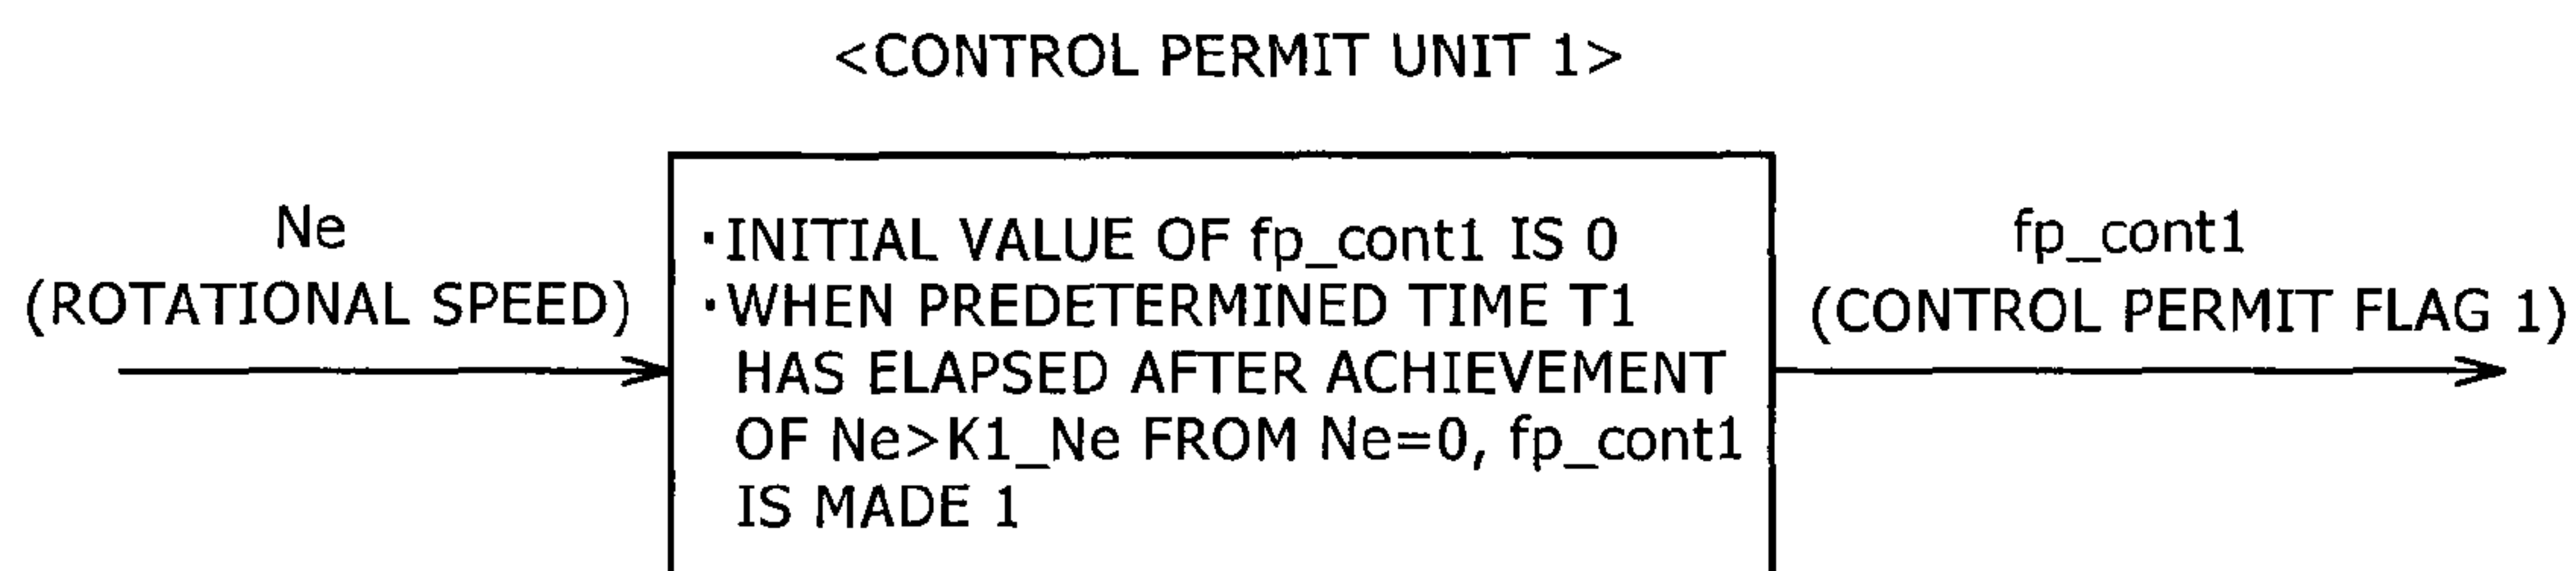 <CONTROL PERMIT UNIT 1>
Ne
(ROTATIONAL SPEED)
·INITIAL VALUE OF fp_cont1 IS 0
·WHEN PREDETERMINED TIME T1
HAS ELAPSED AFTER ACHIEVEMENT
OF Ne>K1_Ne FROM Ne=0, fp_cont1
IS MADE 1
fp_cont1
(CONTROL PERMIT FLAG 1)